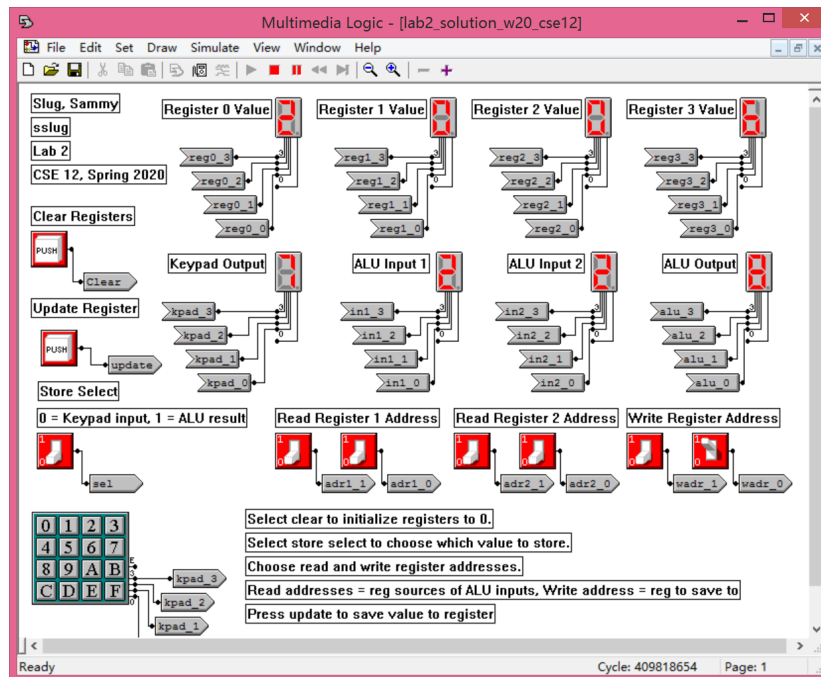 Multimedia Logic - [lab2_solution_w20_cse12]
File Edit Set Draw Simulate View Window Help
Slug, Sammy
sslug
Lab 2
CSE 12, Spring 2020
Register 0 Value
Register 1 Value
Register 2 Value
Register 3 Value
reg0_3 reg1_3 reg2_3 reg3_3
reg0_2 reg1_2 reg2_2 reg3_2
reg0_1 reg1_1 reg2_1 reg3_1
reg0_0 reg1_0 reg2_0 reg3_0
Clear Registers
PUSH
Clear
Keypad Output
ALU Input 1
ALU Input 2
ALU Output
2
2
8
Update Register
PUSH
update
kpad_3 in1_3 in2_3 alu_3
kpad_2 in1_2 in2_2 alu_2
kpad_1 in1_1 in2_1 alu_1
kpad_0 in1_0 in2_0 alu_0
Store Select
0 = Keypad input, 1 = ALU result
Read Register 1 Address
Read Register 2 Address
Write Register Address
sel adr1_1 adr1_0 adr2_1 adr2_0 wadr_1 wadr_0
0 1 2 3
4 5 6 7
8 9 A B
C D E F
kpad_3
kpad_2
kpad_1
Select clear to initialize registers to 0.
Select store select to choose which value to store.
Choose read and write register addresses.
Read addresses = reg sources of ALU inputs, Write address = reg to save to
Press update to save value to register
Ready
Cycle: 409818654
Page: 1